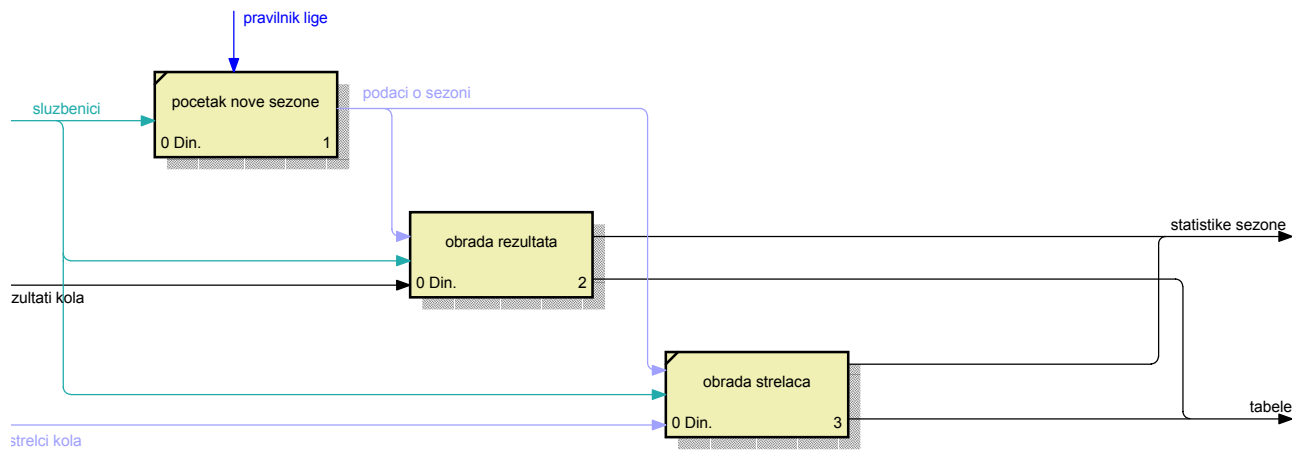 pravilnik lige
pocetak nove sezone
0 Din. 1
podaci o sezoni
sluzbenici
statistike sezone
obrada rezultata
0 Din. 2
zultati kola
obrada strelaca
0 Din. 3
tabele
strelci kola